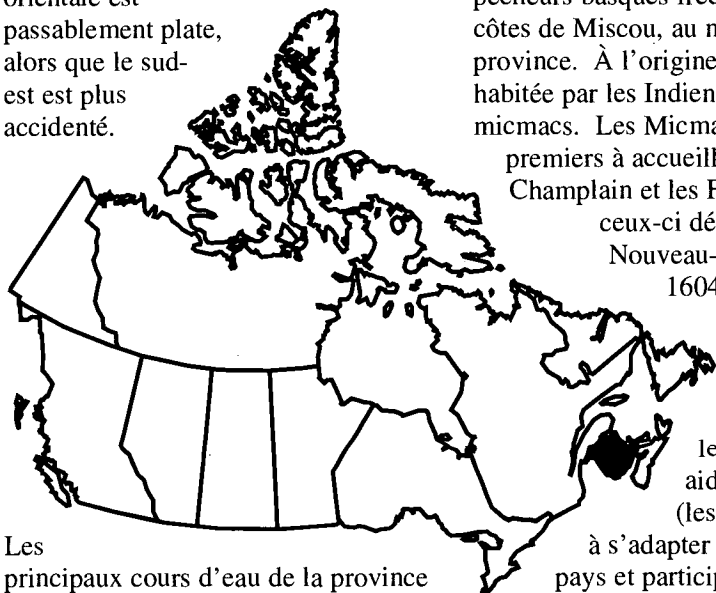 orientale est
passablement plate,
alors que le sud-
est est plus
accidenté.
Les
principaux cours d'eau de la province
pêcheurs basques
côtes de Miscou, au
province. À l'origine
habitée par les Indien
micmacs. Les Micma
premiers à accueill
Champlain et les F
ceux-ci dé
Nouveau-
1604
le
aid
(les
à s'adapter
pays et particip